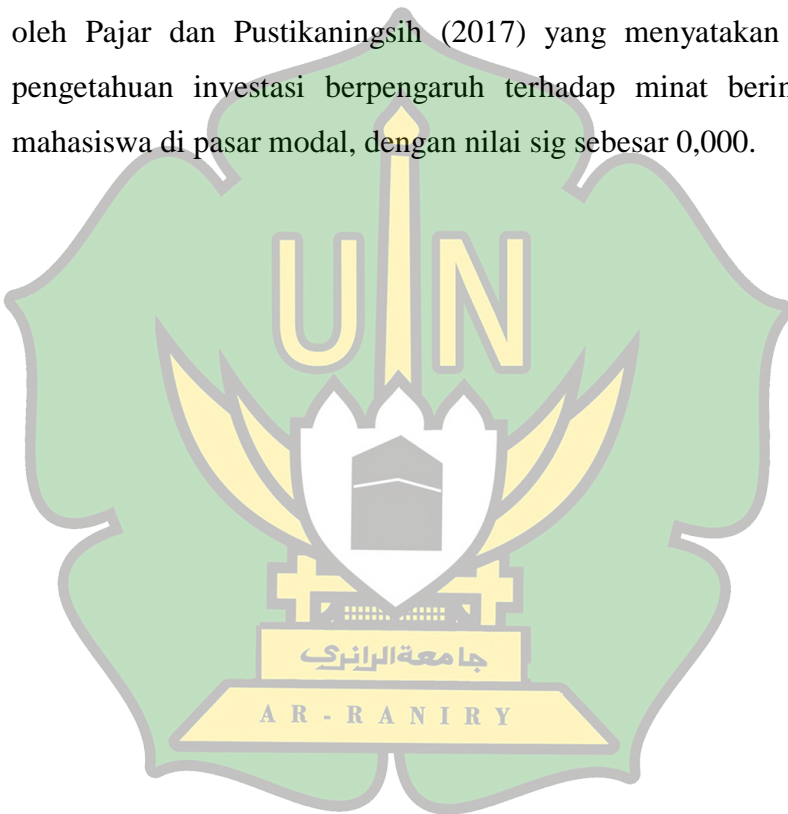 oleh Pajar dan Pustikaningsih (2017) yang menyatakan
pengetahuan investasi berpengaruh terhadap minat berin
mahasiswa di pasar modal, dengan nilai sig sebesar 0,000.
UIN
جامعة الرانري
AR-RANIRY